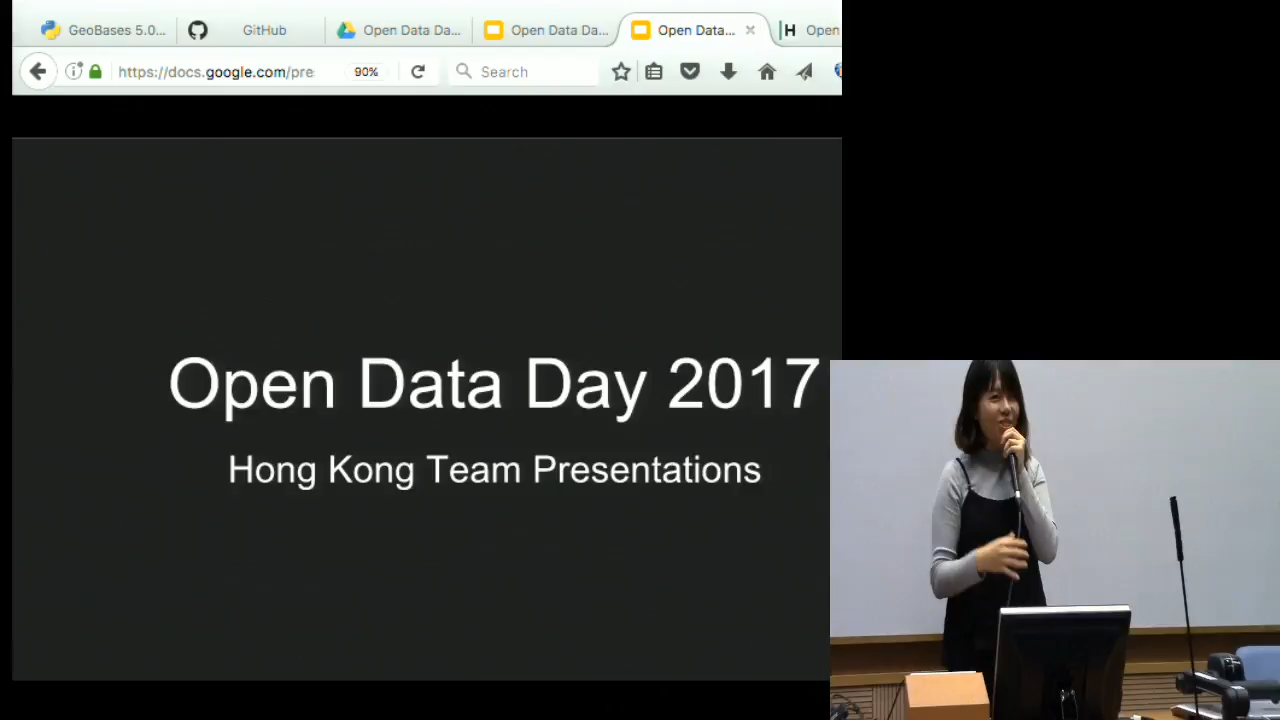 GeoBases 5.0...
GitHub
Open Data Da...
Open Data Da...
Open Data...
Open
https://docs.google.com/pre
90%
Search
Open Data Day 2017
Hong Kong Team Presentations